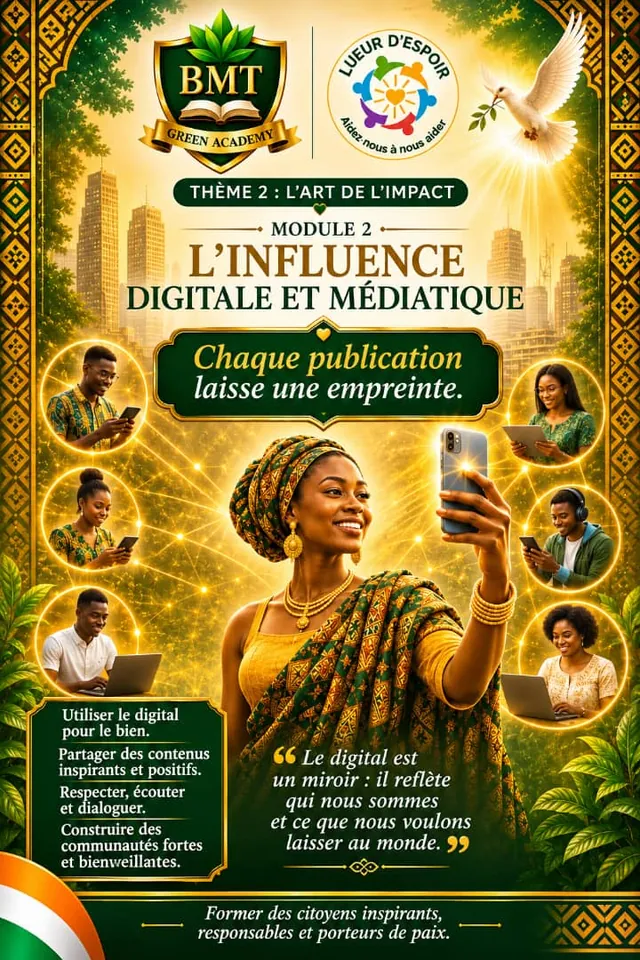 BMT
GREEN ACADEMY
LUEUR D'ESPOIR
Aidez-nous à nous aider
THÈME 2 : L'ART DE L'IMPACT
MODULE 2
L'INFLUENCE
DIGITALE ET MÉDIATIQUE
Chaque publication
laisse une empreinte.
Utiliser le digital
pour le bien.
Partager des contenus
inspirants et positifs.
Respecter, écouter
et dialoguer.
Construire des
communautés fortes
et bienveillantes.
“ Le digital est
un miroir : il reflète
qui nous sommes
et ce que nous voulons
laisser au monde. ”
Former des citoyens inspirants,
responsables et porteurs de paix.